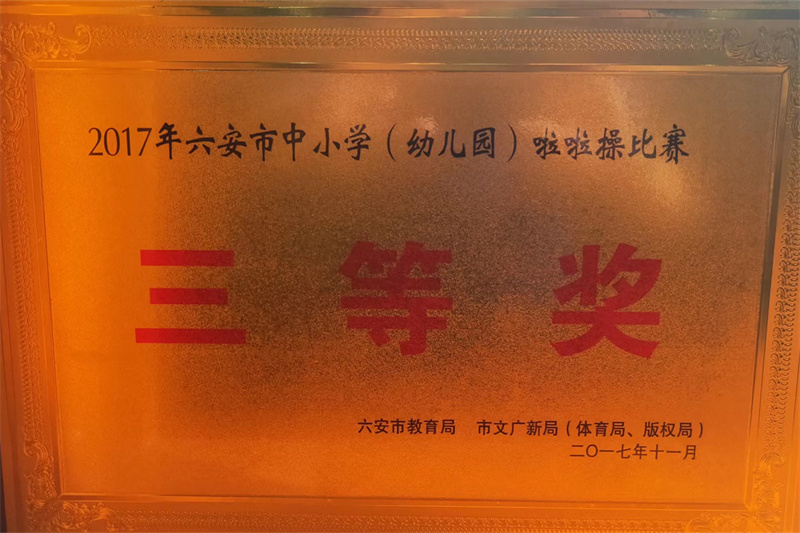 2017年六安市中小学（幼儿园）啦啦操比赛
三等奖
六安市教育局　市文广新局（体育局、版权局）
二〇一七年十一月